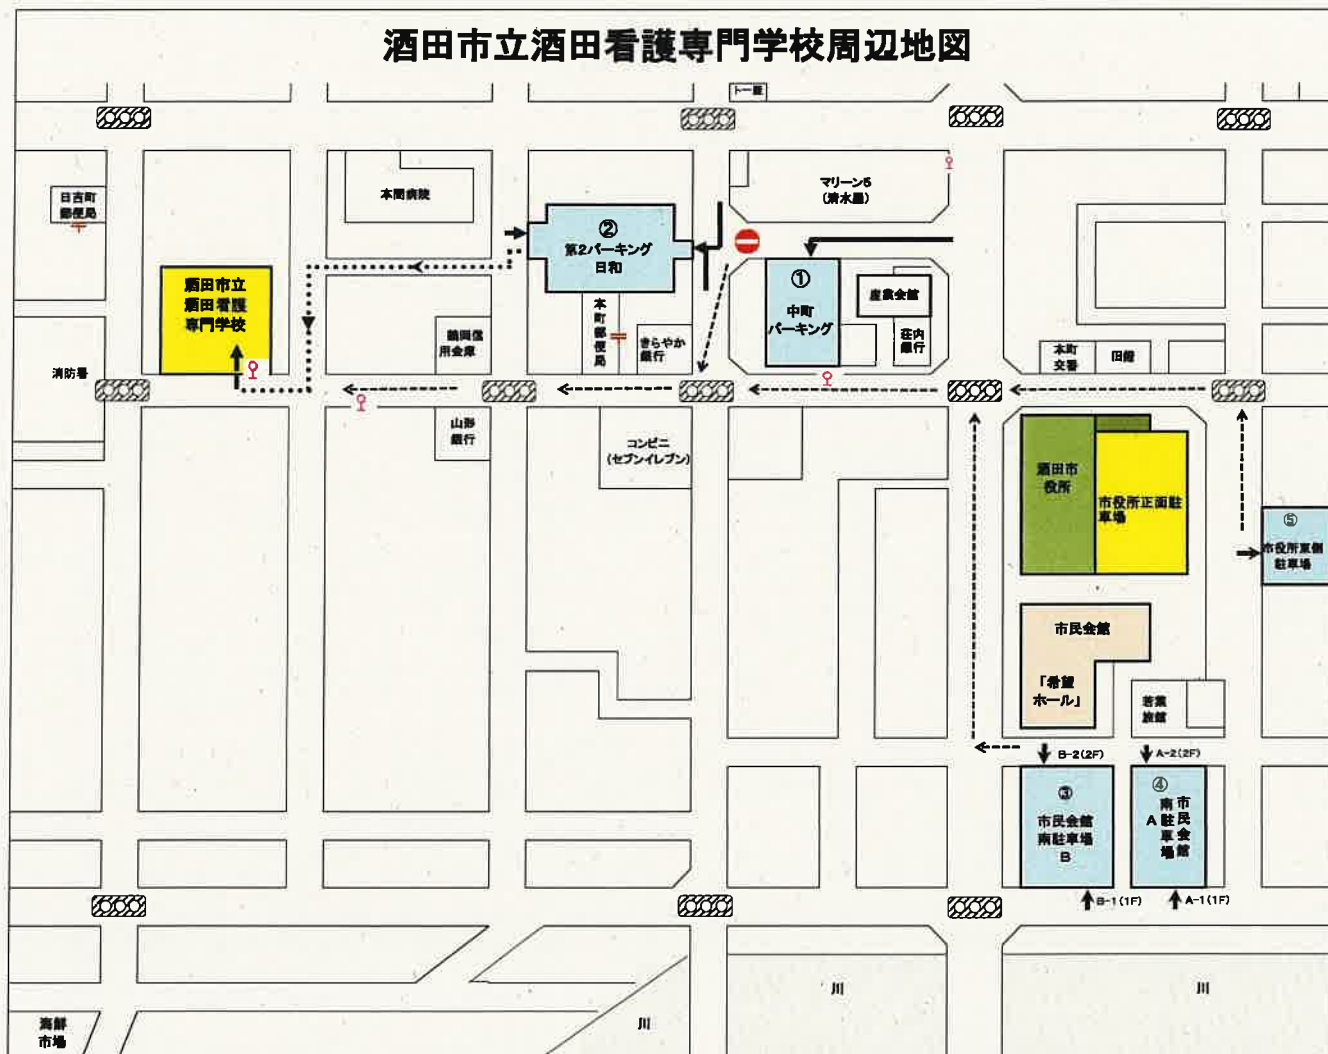 酒田市立酒田看護専門学校周辺地図
トー屋
日吉町
郵便局
本間病院
マリーン5
(清水屋)
②
第2パーキング
日和
①
中町
パーキング
産業会館
荘内
銀行
酒田市立
酒田看護
専門学校
鶴岡信
用金庫
本町郵便局
きらやか
銀行
本町
交番
旧館
消防署
山形
銀行
コンビニ
(セブンイレブン)
酒田市
役所
市役所正面駐
車場
⑤
市役所東側
駐車場
市民会館
「希望
ホール」
若葉
旅館
B-2(2F)
A-2(2F)
③
市民会館
南駐車場
B
④
市民会館
南駐車場
A
B-1(1F)
A-1(1F)
川
川
川
海鮮
市場